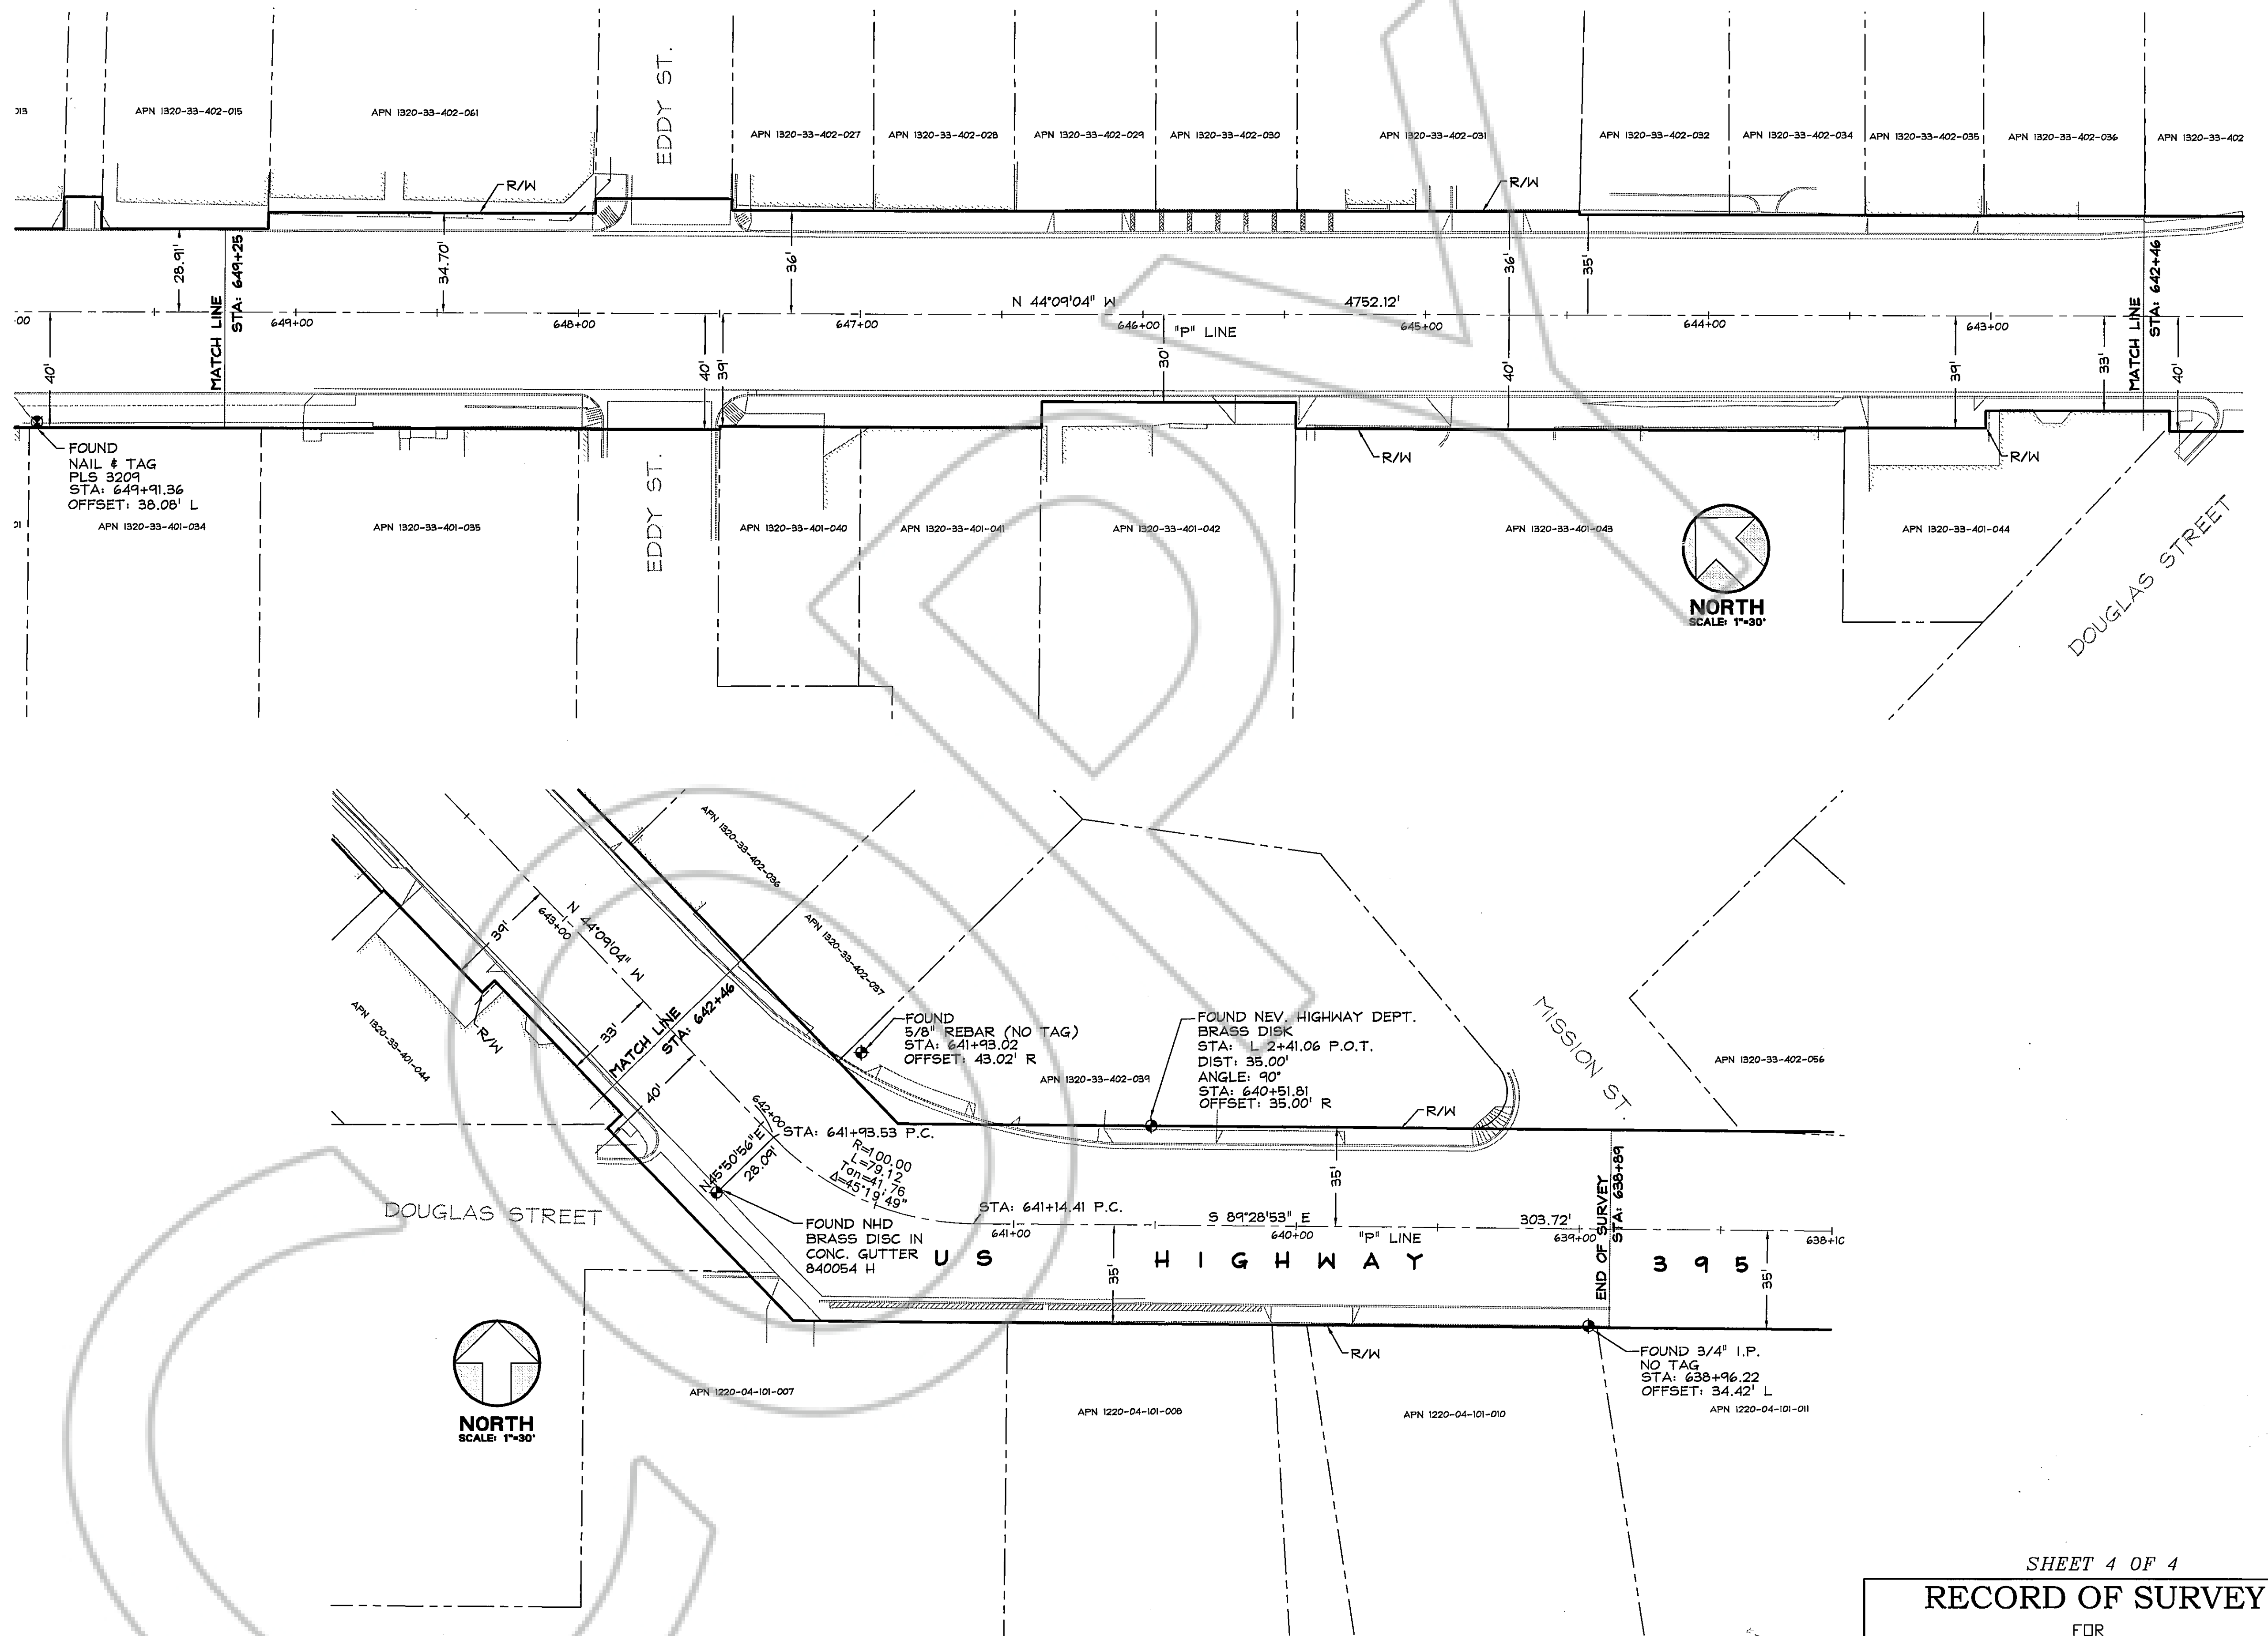 013
APN 1320-33-402-015
APN 1320-33-402-061
EDDY ST.
APN 1320-33-402-027
APN 1320-33-402-028
APN 1320-33-402-029
APN 1320-33-402-030
APN 1320-33-402-031
APN 1320-33-402-032
APN 1320-33-402-034
APN 1320-33-402-035
APN 1320-33-402-036
APN 1320-33-402
R/W
R/W
28.91'
MATCH LINE
STA: 649+25
34.70'
36'
36'
35'
N 44°09'04" W
4752.12'
MATCH LINE
STA: 642+46
00
649+00
648+00
647+00
646+00
"P" LINE
645+00
644+00
643+00
40'
40'
39'
30'
40'
39'
33'
40'
R/W
R/W
FOUND
NAIL & TAG
PLS 3209
STA: 649+91.36
OFFSET: 38.08' L
EDDY ST.
APN 1320-33-401-034
APN 1320-33-401-035
APN 1320-33-401-040
APN 1320-33-401-041
APN 1320-33-401-042
APN 1320-33-401-043
APN 1320-33-401-044
NORTH
SCALE: 1"=30'
DOUGLAS STREET
APN 1320-33-402-036
APN 1320-33-402-037
39'
643+00
N 44°09'04" W
APN 1320-33-401-044
R/W
33'
MATCH LINE
STA: 642+46
40'
FOUND
5/8" REBAR (NO TAG)
STA: 641+93.02
OFFSET: 43.02' R
FOUND NEV. HIGHWAY DEPT.
BRASS DISK
STA: L 2+41.06 P.O.T.
DIST: 35.00'
ANGLE: 90°
STA: 640+51.81
OFFSET: 35.00' R
MISSION ST.
APN 1320-33-402-056
APN 1320-33-402-039
R/W
642+00
STA: 641+93.53 P.C.
N45°50'56"E
28.09'
R=100.00
L=79.12
Tan=41.76
Δ=45°19'49"
35'
DOUGLAS STREET
FOUND NHD
BRASS DISC IN
CONC. GUTTER
840054 H
STA: 641+14.41 P.C.
S 89°28'53" E
303.72'
641+00
640+00
"P" LINE
639+00
638+10
END OF SURVEY
STA: 638+89
US HIGHWAY 395
35'
35'
R/W
FOUND 3/4" I.P.
NO TAG
STA: 638+96.22
OFFSET: 34.42' L
NORTH
SCALE: 1"=30'
APN 1220-04-101-007
APN 1220-04-101-008
APN 1220-04-101-010
APN 1220-04-101-011
SHEET 4 OF 4
RECORD OF SURVEY
FOR
COPY